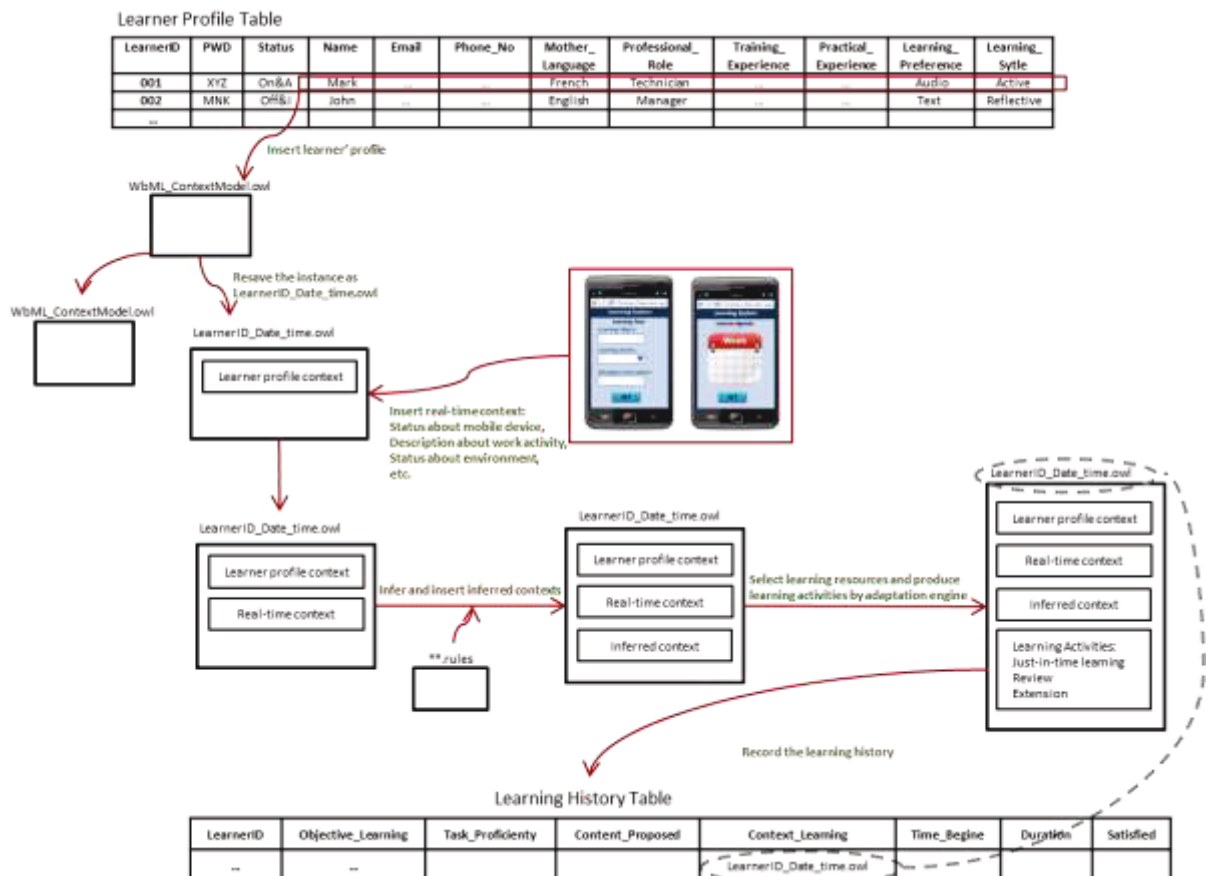 Learner Profile Table
LearnerID PWD Status Name Email Phone_No Mother_ Language Professional_ Role Training_ Experience Practical_ Experience Learning_ Preference Learning_ Sytle
001 XYZ On&A Mark ... ... French Technician ... ... Audio Active
002 MNK Off&I John ... ... English Manager ... ... Text Reflective
...
Insert learner' profile
WbML_ContextModel.owl
Resave the instance as
LearnerID_Date_time.owl
WbML_ContextModel.owl
LearnerID_Date_time.owl
Learner profile context
Week
Insert real-time context:
Status about mobile device,
Description about work activity,
Status about environment,
etc.
LearnerID_Date_time.owl
Learner profile context
Real-time context
Inferred context
Learning Activities:
Just-in-time learning
Review
Extension
LearnerID_Date_time.owl
Learner profile context
Real-time context
Infer and insert inferred contexts
**.rules
LearnerID_Date_time.owl
Learner profile context
Real-time context
Inferred context
Select learning resources and produce
learning activities by adaptation engine
Record the learning history
Learning History Table
LearnerID Objective_Learning Task_Proficienty Content_Proposed Context_Learning Time_Begine Duration Satisfied
... ... LearnerID_Date_time.owl